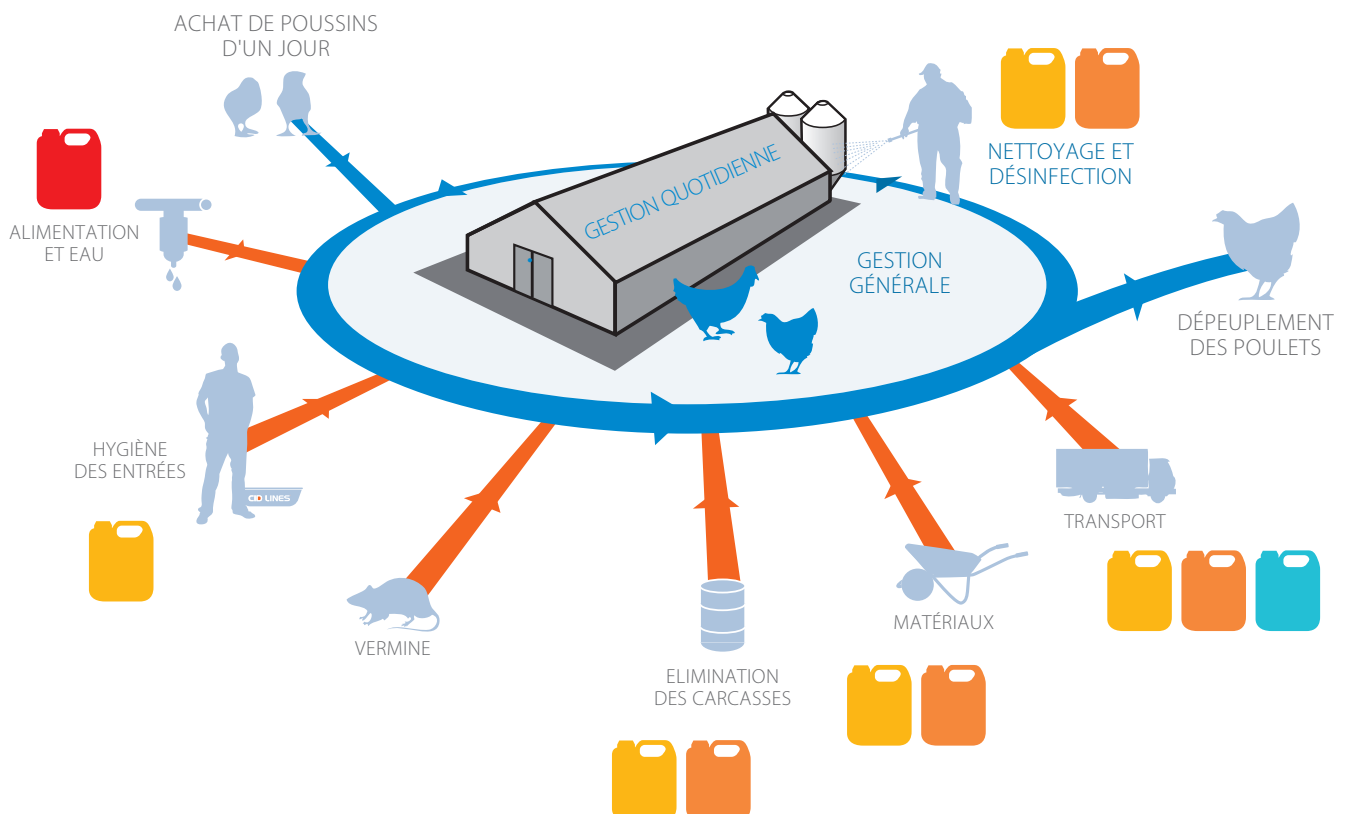 ACHAT DE POUSSINS
D'UN JOUR
NETTOYAGE ET
DÉSINFECTION
GESTION QUOTIDIENNE
ALIMENTATION
ET EAU
GESTION
GÉNÉRALE
DÉPEUPLEMENT
DES POULETS
HYGIÈNE
DES ENTRÉES
CID LINES
TRANSPORT
MATÉRIAUX
VERMINE
ELIMINATION
DES CARCASSES